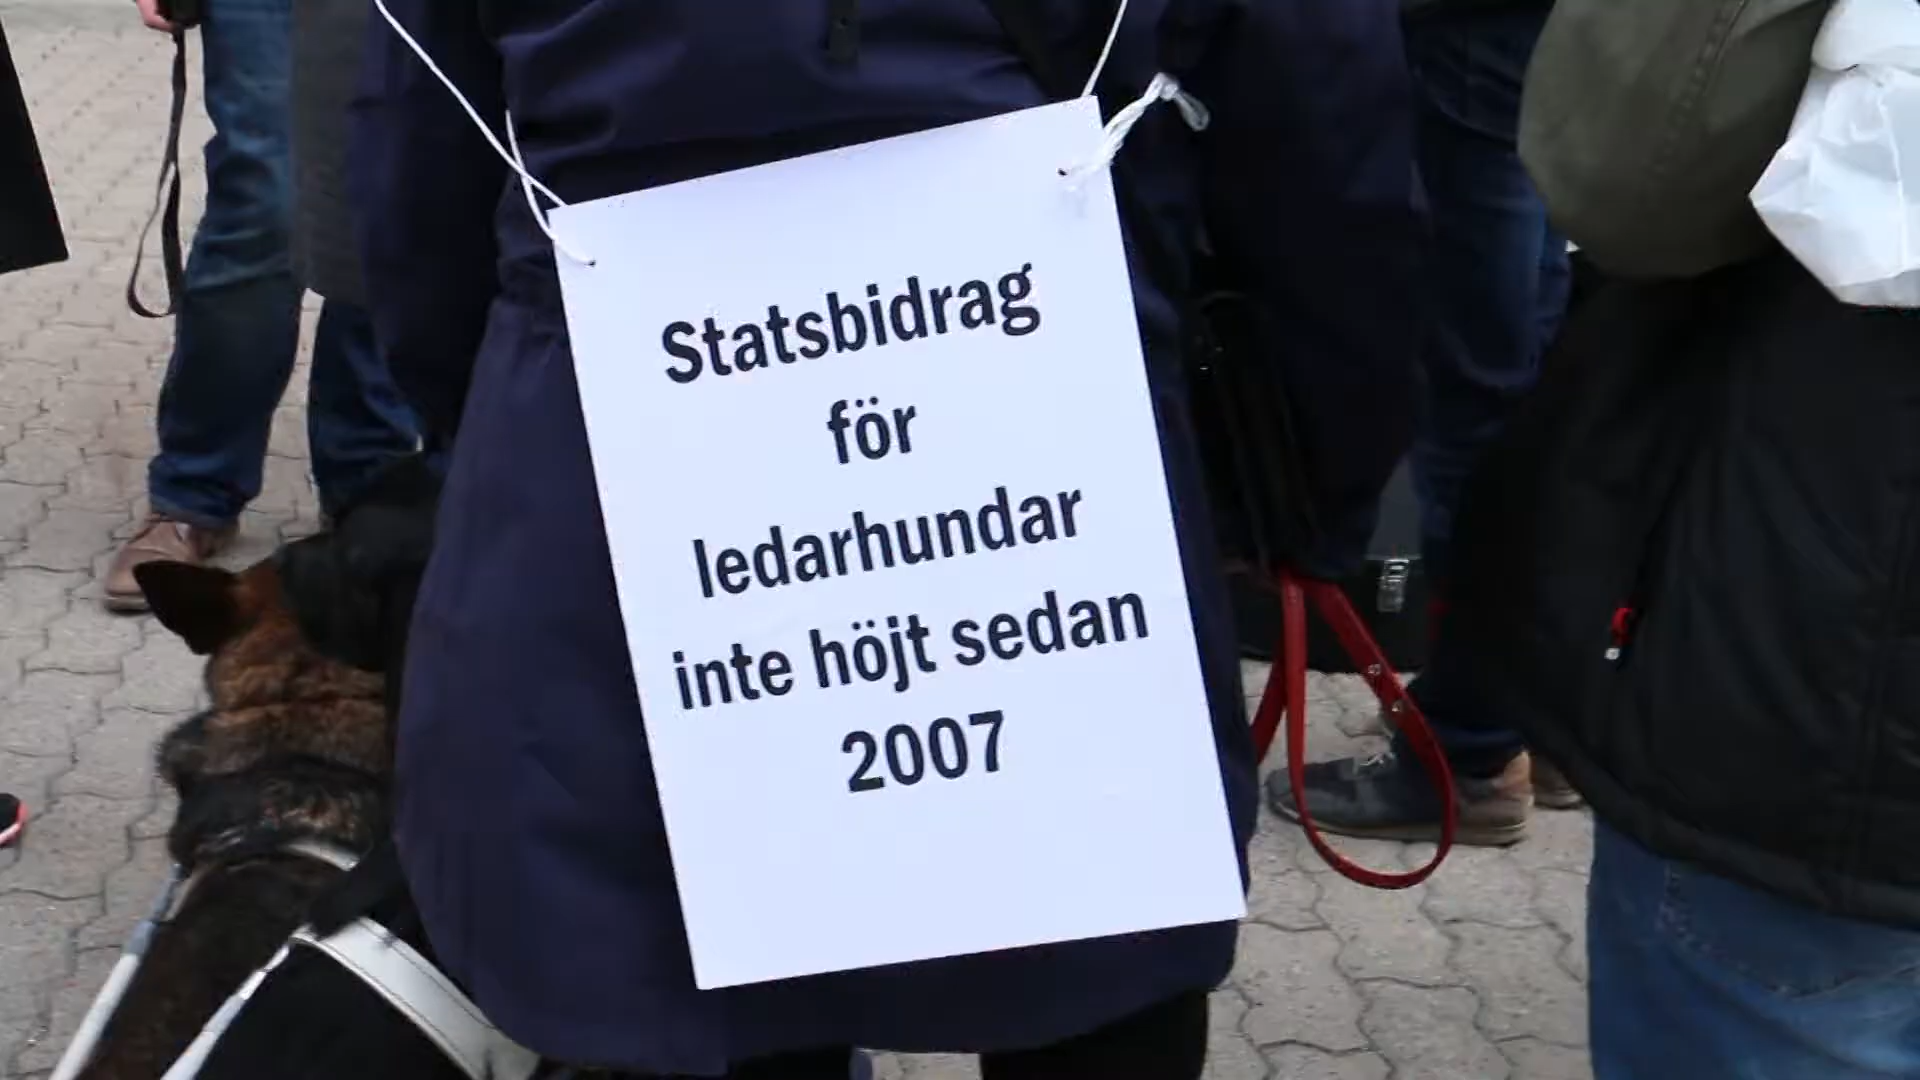 Statsbidrag
för
ledarhundar
inte höjt sedan
2007